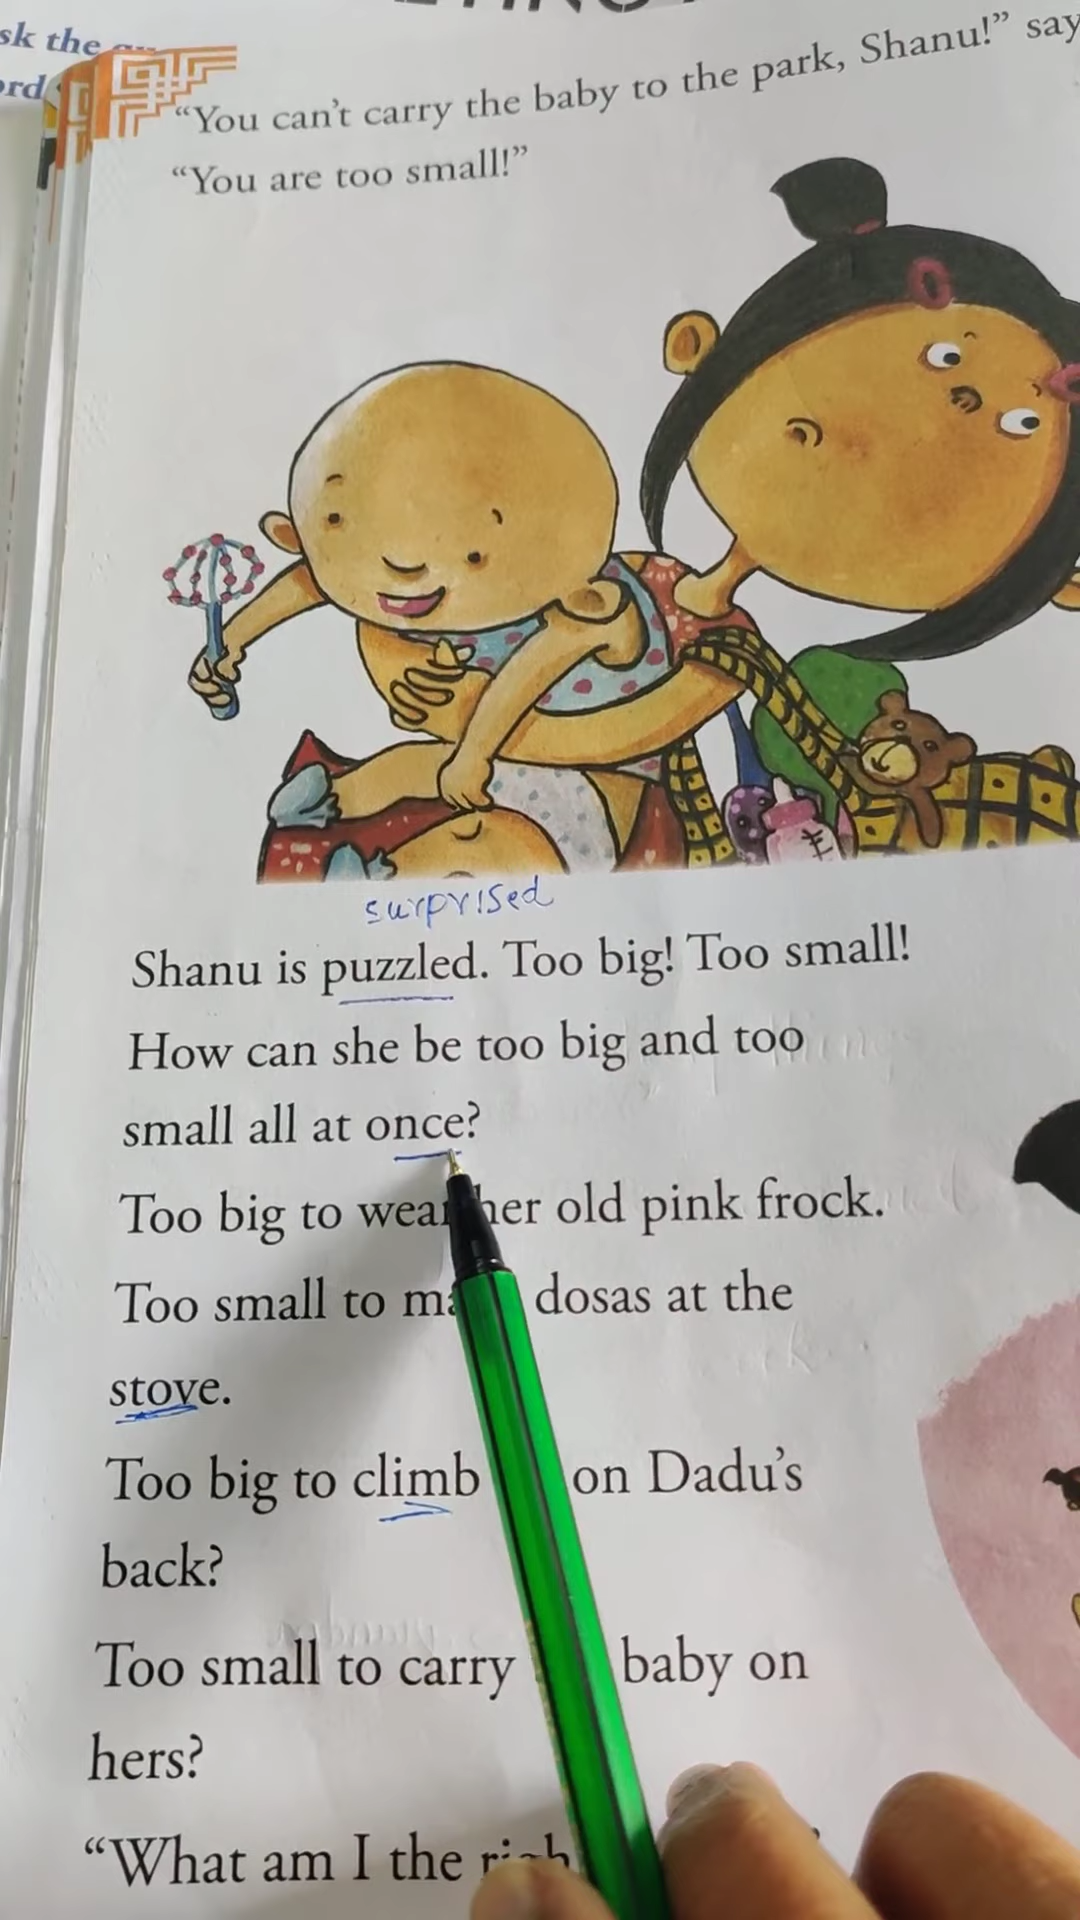 sk the
ord
"You can't carry the baby to the park, Shanu!" say
"You are too small!"
surprised
Shanu is puzzled. Too big! Too small!
How can she be too big and too
small all at once?
Too big to wear her old pink frock.
Too small to dosas at the
stove.
Too big to climb on Dadu's
back?
Too small to carry baby on
hers?
"What am I the